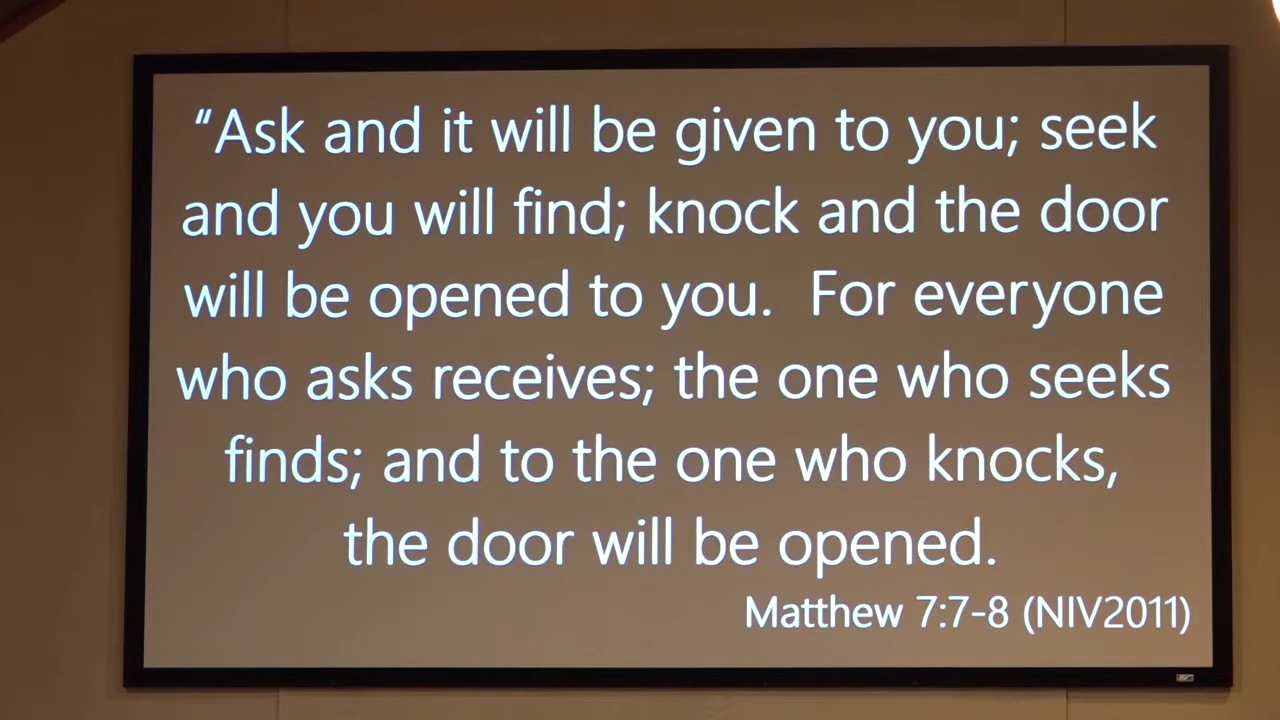 “Ask and it will be given to you; seek
and you will find; knock and the door
will be opened to you.  For everyone
who asks receives; the one who seeks
finds; and to the one who knocks,
the door will be opened.
Matthew 7:7-8 (NIV2011)